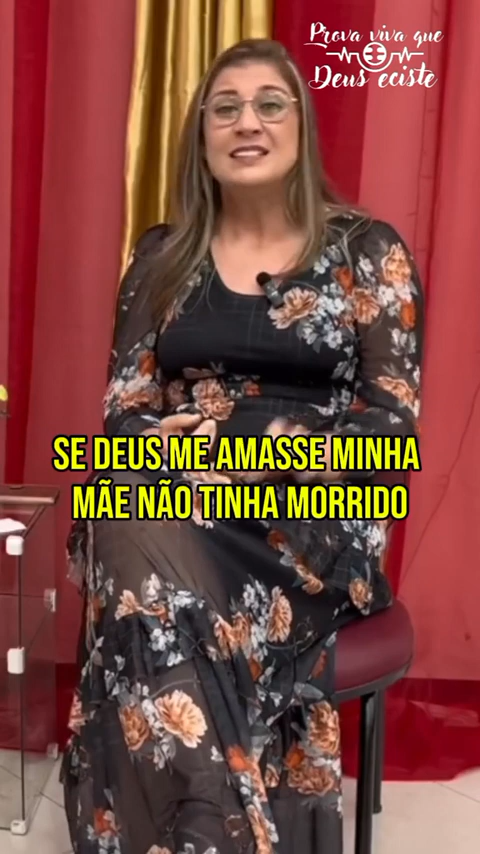 Prova viva que
Deus eciste
SE DEUS ME AMASSE MINHA
MÃE NÃO TINHA MORRIDO